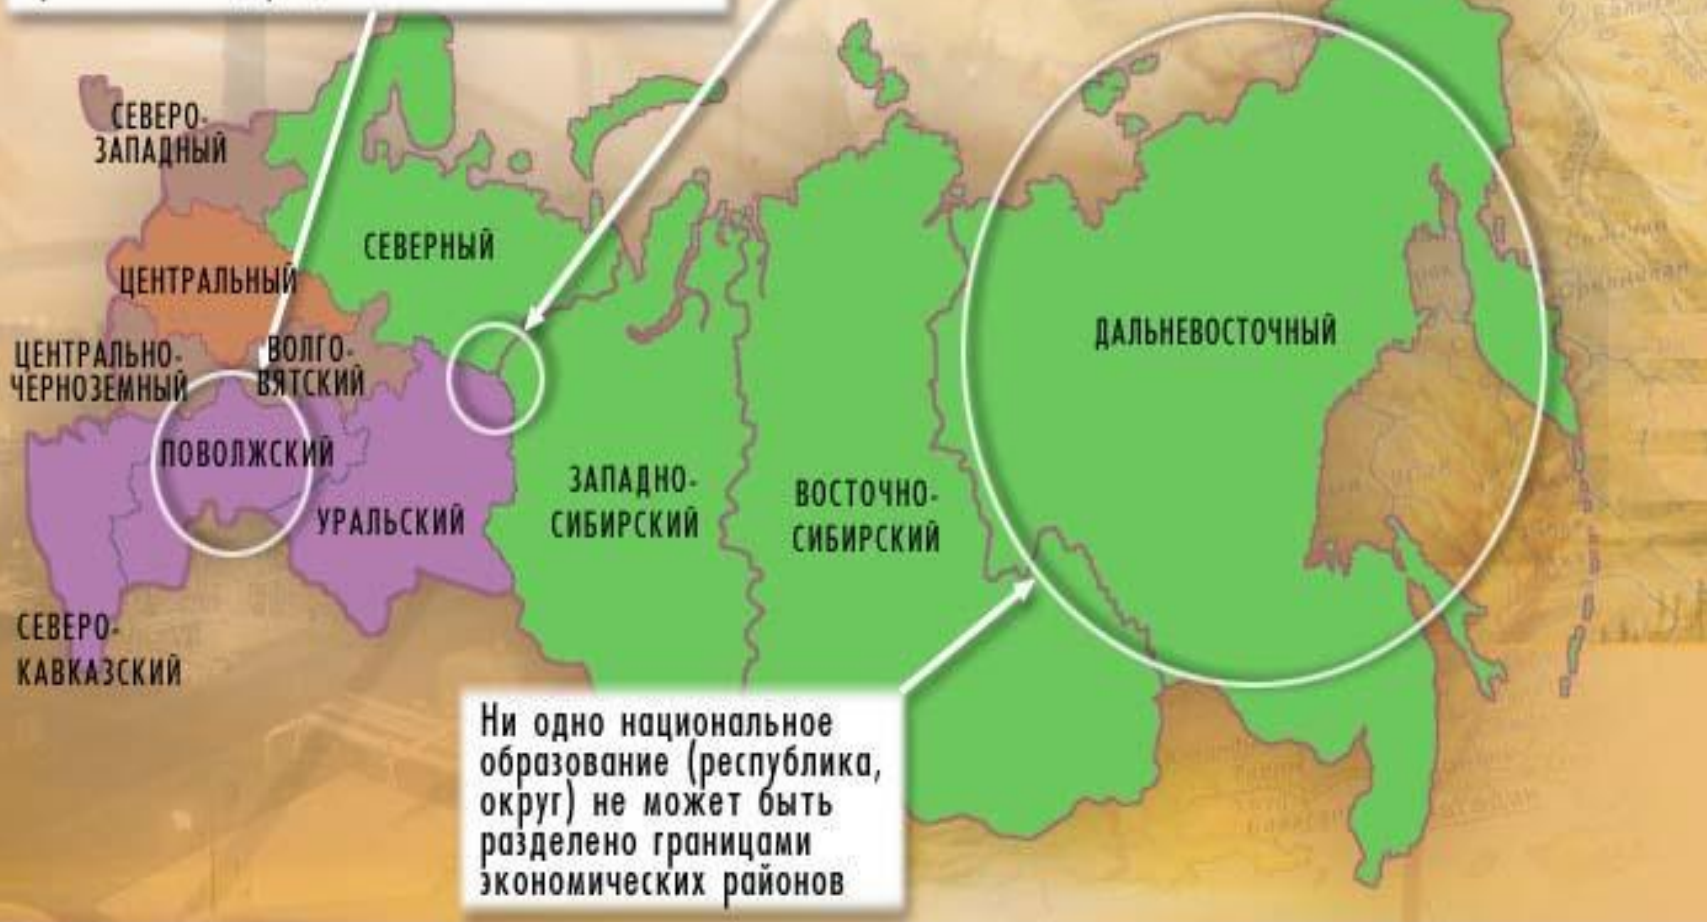 СЕВЕРО-
ЗАПАДНЫЙ
СЕВЕРНЫЙ
ЦЕНТРАЛЬНЫЙ
ЦЕНТРАЛЬНО-
ЧЕРНОЗЕМНЫЙ
ВОЛГО-
ВЯТСКИЙ
ПОВОЛЖСКИЙ
УРАЛЬСКИЙ
СЕВЕРО-
КАВКАЗСКИЙ
ЗАПАДНО-
СИБИРСКИЙ
ВОСТОЧНО-
СИБИРСКИЙ
ДАЛЬНЕВОСТОЧНЫЙ
Ни одно национальное
образование (республика,
округ) не может быть
разделено границами
экономических районов